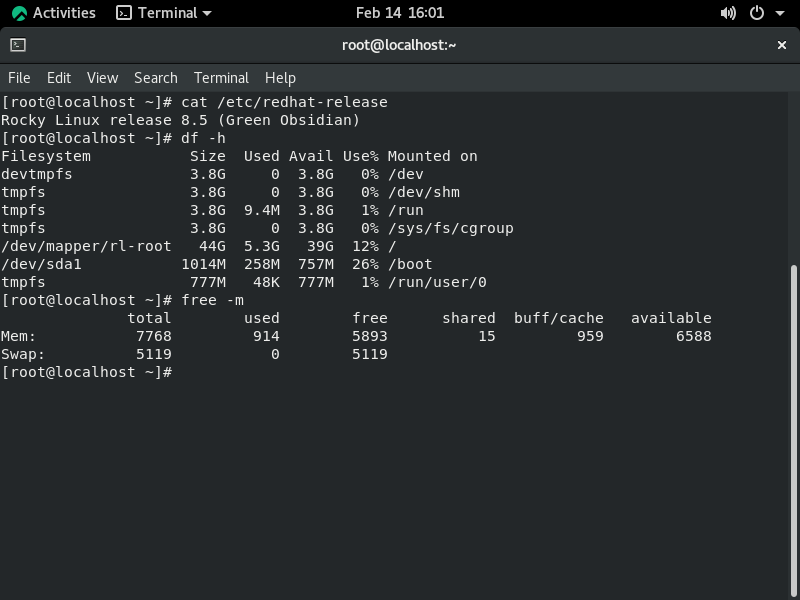 Activities Terminal Feb 14 16:01
root@localhost:~
File Edit View Search Terminal Help
[root@localhost ~]# cat /etc/redhat-release
Rocky Linux release 8.5 (Green Obsidian)
[root@localhost ~]# df -h
Filesystem           Size  Used Avail Use% Mounted on
devtmpfs             3.8G     0  3.8G   0% /dev
tmpfs                3.8G     0  3.8G   0% /dev/shm
tmpfs                3.8G  9.4M  3.8G   1% /run
tmpfs                3.8G     0  3.8G   0% /sys/fs/cgroup
/dev/mapper/rl-root   44G  5.3G   39G  12% /
/dev/sda1           1014M  258M  757M  26% /boot
tmpfs                777M   48K  777M   1% /run/user/0
[root@localhost ~]# free -m
              total        used        free      shared  buff/cache   available
Mem:           7768         914        5893          15         959        6588
Swap:          5119           0        5119
[root@localhost ~]#